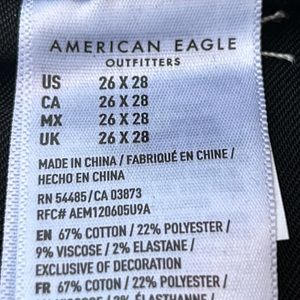 AMERICAN EAGLE
OUTFITTERS
US 26 X 28
CA 26 X 28
MX 26 X 28
UK 26 X 28
MADE IN CHINA / FABRIQUÉ EN CHINE /
HECHO EN CHINA
RN 54485/CA 03873
RFC# AEM120605U9A
EN 67% COTTON / 22% POLYESTER /
9% VISCOSE / 2% ELASTANE /
EXCLUSIVE OF DECORATION
FR 67% COTON / 22% POLYESTER /